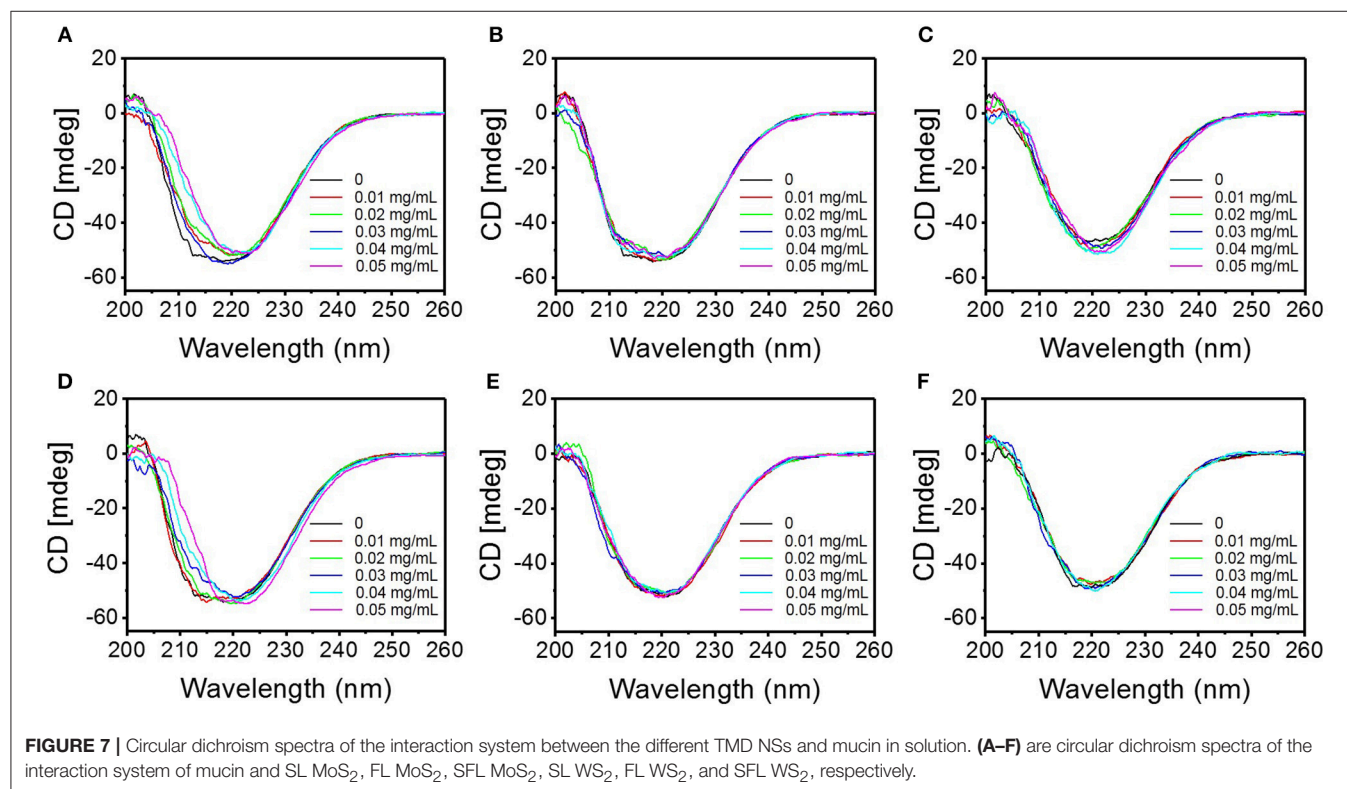 A
B
C
20
0
-20
-40
-60
CD [mdeg]
0
0.01 mg/mL
0.02 mg/mL
0.03 mg/mL
0.04 mg/mL
0.05 mg/mL
200 210 220 230 240 250 260
Wavelength (nm)
20
0
-20
-40
-60
CD [mdeg]
0
0.01 mg/mL
0.02 mg/mL
0.03 mg/mL
0.04 mg/mL
0.05 mg/mL
200 210 220 230 240 250 260
Wavelength (nm)
20
0
-20
-40
-60
CD [mdeg]
0
0.01 mg/mL
0.02 mg/mL
0.03 mg/mL
0.04 mg/mL
0.05 mg/mL
200 210 220 230 240 250 260
Wavelength (nm)
D
E
F
20
0
-20
-40
-60
CD [mdeg]
0
0.01 mg/mL
0.02 mg/mL
0.03 mg/mL
0.04 mg/mL
0.05 mg/mL
200 210 220 230 240 250 260
Wavelength (nm)
20
0
-20
-40
-60
CD [mdeg]
0
0.01 mg/mL
0.02 mg/mL
0.03 mg/mL
0.04 mg/mL
0.05 mg/mL
200 210 220 230 240 250 260
Wavelength (nm)
20
0
-20
-40
-60
CD [mdeg]
0
0.01 mg/mL
0.02 mg/mL
0.03 mg/mL
0.04 mg/mL
0.05 mg/mL
200 210 220 230 240 250 260
Wavelength (nm)
FIGURE 7 | Circular dichroism spectra of the interaction system between the different TMD NSs and mucin in solution. (A–F) are circular dichroism spectra of the
interaction system of mucin and SL MoS₂, FL MoS₂, SFL MoS₂, SL WS₂, FL WS₂, and SFL WS₂, respectively.